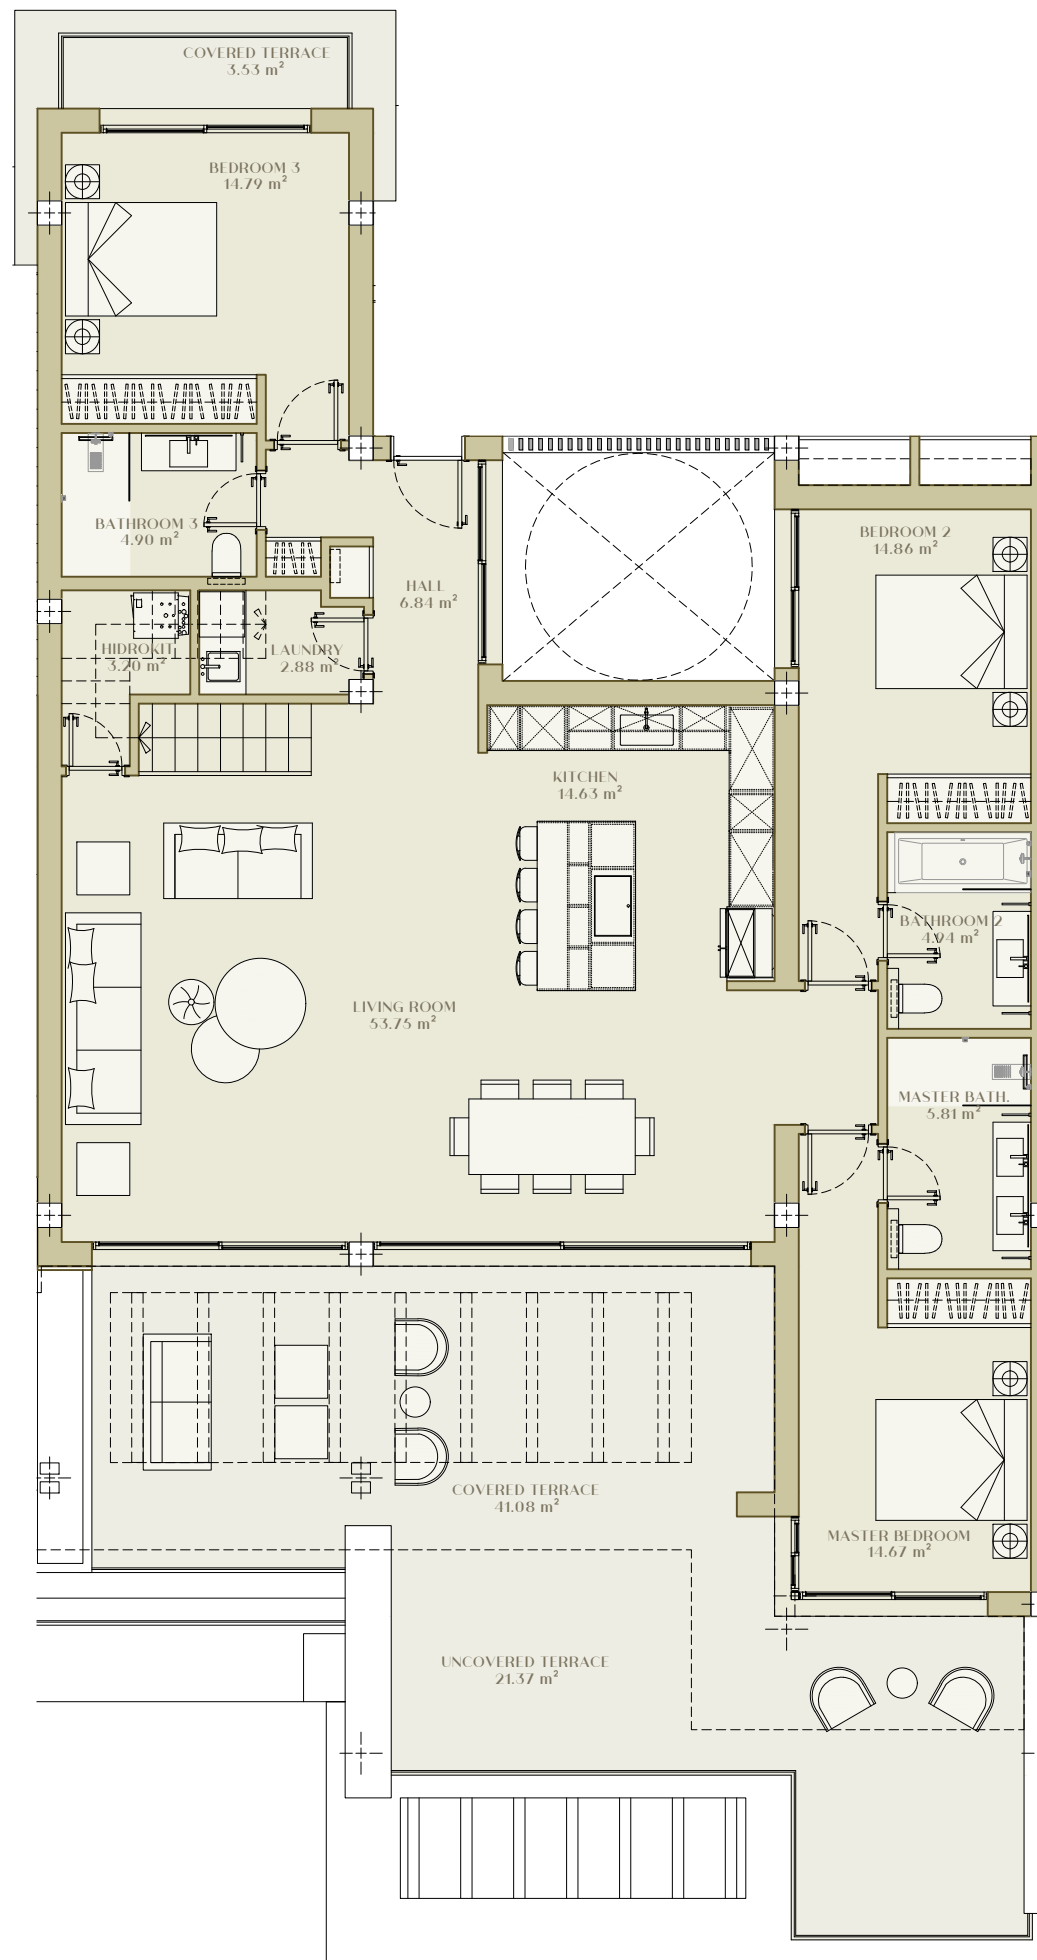 COVERED TERRACE
3.53 m²
BEDROOM 3
14.79 m²
BATHROOM 3
4.90 m²
BEDROOM 2
14.86 m²
HALL
6.84 m²
HIDROKIT
3.20 m²
LAUNDRY
2.88 m²
KITCHEN
14.63 m²
BATHROOM 2
4.94 m²
LIVING ROOM
53.75 m²
MASTER BATH.
5.81 m²
COVERED TERRACE
41.08 m²
MASTER BEDROOM
14.67 m²
UNCOVERED TERRACE
21.37 m²